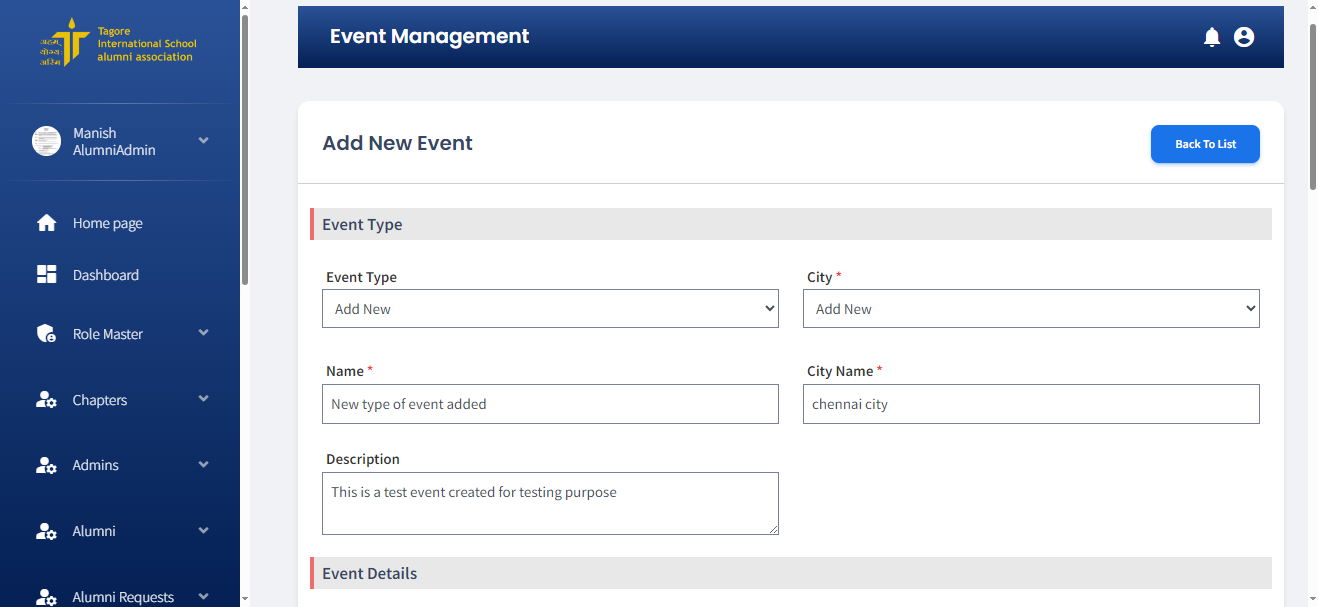 अहम्
योग्यः
अस्मि
Tagore
International School
alumni association
Manish
AlumniAdmin
Home page
Dashboard
Role Master
Chapters
Admins
Alumni
Alumni Requests
Event Management
Add New Event
Back To List
Event Type
Event Type
City *
Add New
Add New
Name *
City Name *
New type of event added
chennai city
Description
This is a test event created for testing purpose
Event Details